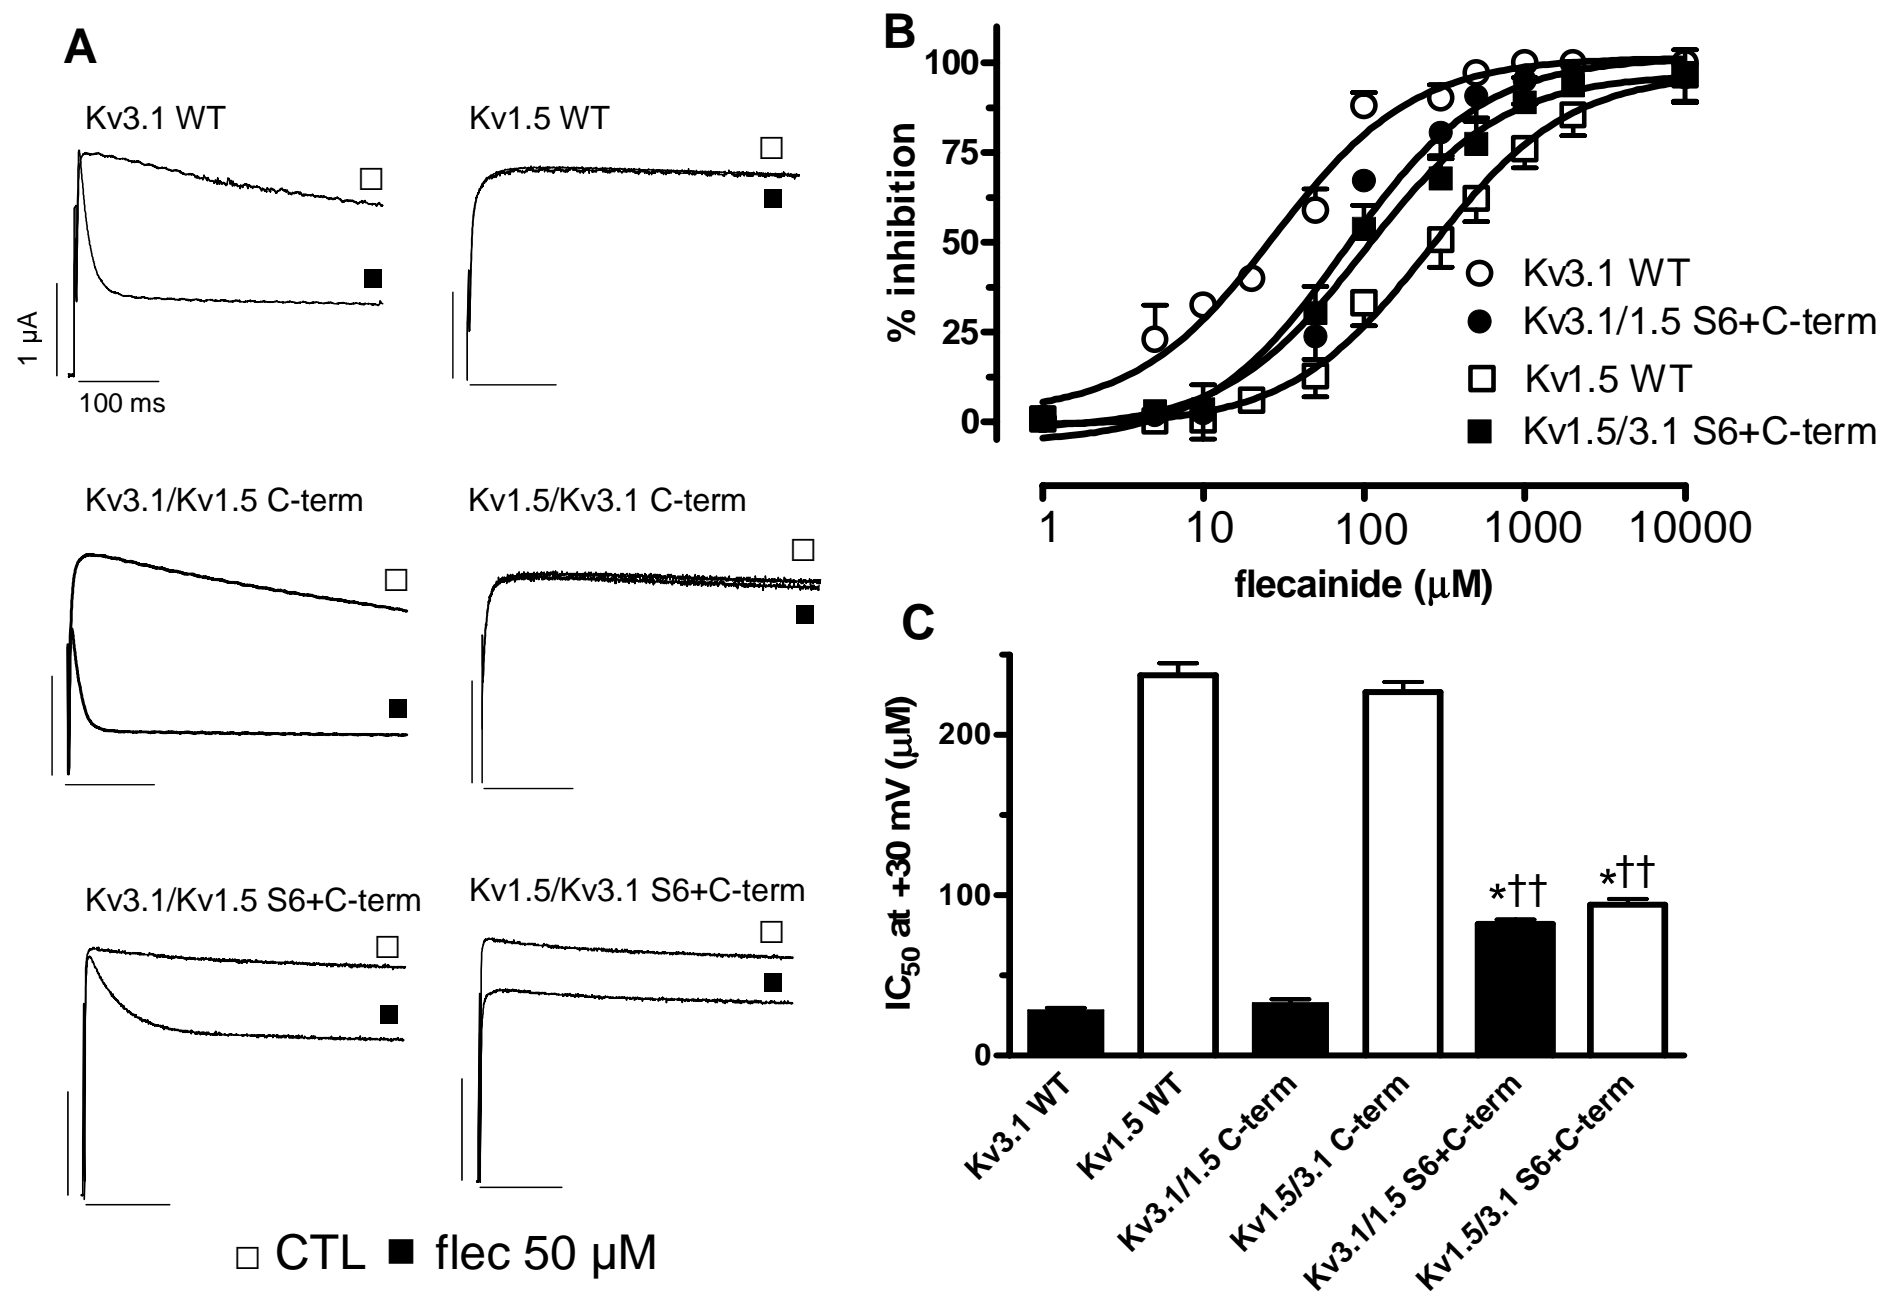 A
Kv3.1 WT
Kv1.5 WT
1 µA
100 ms
Kv3.1/Kv1.5 C-term
Kv1.5/Kv3.1 C-term
Kv3.1/Kv1.5 S6+C-term
Kv1.5/Kv3.1 S6+C-term
□ CTL ■ flec 50 µM
B
% inhibition
100
75
50
25
0
Kv3.1 WT
Kv3.1/1.5 S6+C-term
Kv1.5 WT
Kv1.5/3.1 S6+C-term
1 10 100 1000 10000
flecainide (µM)
C
IC50 at +30 mV (µM)
200
100
0
*††
*††
Kv3.1 WT
Kv1.5 WT
Kv3.1/1.5 C-term
Kv1.5/3.1 C-term
Kv3.1/1.5 S6+C-term
Kv1.5/3.1 S6+C-term